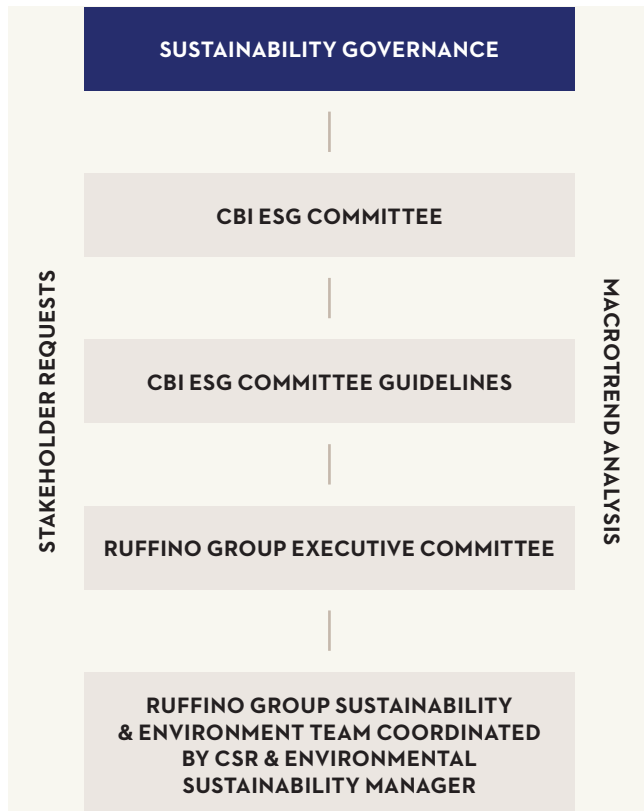 SUSTAINABILITY GOVERNANCE
CBI ESG COMMITTEE
STAKEHOLDER REQUESTS
MACROTREND ANALYSIS
CBI ESG COMMITTEE GUIDELINES
RUFFINO GROUP EXECUTIVE COMMITTEE
RUFFINO GROUP SUSTAINABILITY
& ENVIRONMENT TEAM COORDINATED
BY CSR & ENVIRONMENTAL
SUSTAINABILITY MANAGER